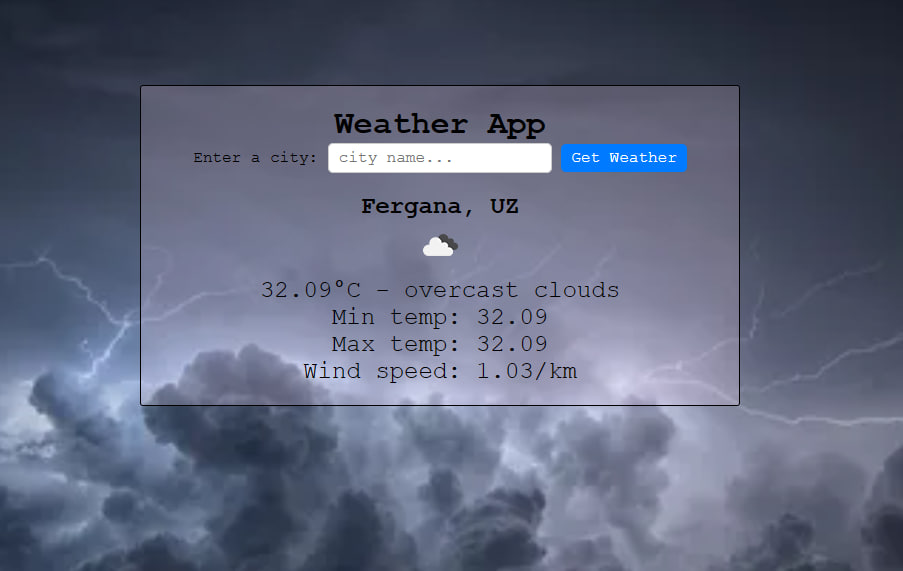 Weather App
Enter a city: city name... Get Weather
Fergana, UZ
32.09°C - overcast clouds
Min temp: 32.09
Max temp: 32.09
Wind speed: 1.03/km